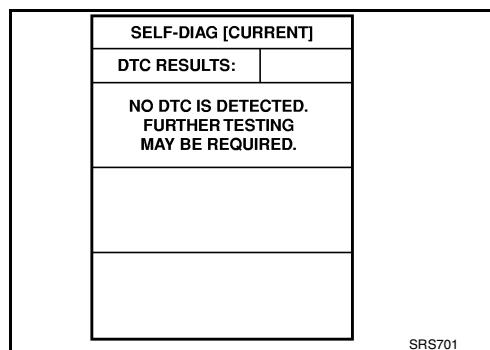 SELF-DIAG [CURRENT]
DTC RESULTS:
NO DTC IS DETECTED.
FURTHER TESTING
MAY BE REQUIRED.
SRS701